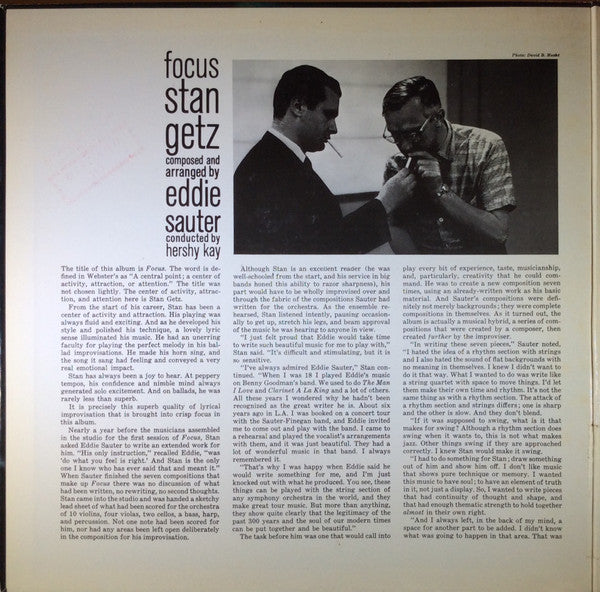 Photo: David B. Hecht
focus
stan
getz
composed and
arranged by
eddie
sauter
conducted by
hershy kay
The title of this album is Focus. The word is de-
fined in Webster's as "A central point; a center of
activity, attraction, or attention." The title was
not chosen lightly. The center of activity, attrac-
tion, and attention here is Stan Getz.
From the start of his career, Stan has been a
center of activity and attraction. His playing was
always fluid and exciting. And as he developed his
style and polished his technique, a lovely lyric
sense illuminated his music. He had an unerring
faculty for playing the perfect melody in his bal-
lad improvisations. He made his horn sing, and
the song it sang had feeling and conveyed a very
real emotional impact.
Stan has always been a joy to hear. At peppery
tempos, his confidence and nimble mind always
generated solo excitement. And on ballads, he was
rarely less than superb.
It is precisely this superb quality of lyrical
improvisation that is brought into crisp focus in
this album.
Nearly a year before the musicians assembled
in the studio for the first session of Focus, Stan
asked Eddie Sauter to write an extended work for
him. "His only instruction," recalled Eddie, "was
'do what you feel is right.' And Stan is the only
one I know who has ever said that and meant it."
When Sauter finished the seven compositions that
make up Focus there was no discussion of what
had been written, no rewriting, no second thoughts.
Stan came into the studio and was handed a sketchy
lead sheet of what had been scored for the orchestra
of 10 violins, four violas, two cellos, a bass, harp,
and percussion. Not one note had been scored for
him, nor had any areas been left open deliberately
in the composition for his improvisation.
Although Stan is an excellent reader (he was
well-schooled from the start, and his service in big
bands honed this ability to razor sharpness), his
part would have to be wholly improvised over and
through the fabric of the compositions Sauter had
written for the orchestra. As the ensemble re-
hearsed, Stan listened intently, pausing occasion-
ally to get up, stretch his legs, and beam approval
of the music he was hearing to anyone in view.
"I just felt proud that Eddie would take time
to write such beautiful music for me to play with,"
Stan said. "It's difficult and stimulating, but it is
so sensitive.
"I've always admired Eddie Sauter," Stan con-
tinued. "When I was 18 I played Eddie's music
on Benny Goodman's band. We used to do The Man
I Love and Clarinet A La King and a lot of others.
All these years I wondered why he hadn't been
recognized as the great writer he is. About six
years ago in L.A. I was booked on a concert tour
with the Sauter-Finegan band, and Eddie invited
me to come out and play with the band. I came to
a rehearsal and played the vocalist's arrangements
with them, and it was just beautiful. They had a
lot of wonderful music in that band. I always
remembered it.
"That's why I was happy when Eddie said he
would write something for me, and I'm just
knocked out with what he produced. You see, these
things can be played with the string section of
any symphony orchestra in the world, and they
make great tour music. But more than anything,
they show quite clearly that the legitimacy of the
past 300 years and the soul of our modern times
can be put together and be beautiful."
The task before him was one that would call into
play every bit of experience, taste, musicianship,
and, particularly, creativity that he could com-
mand. He was to create a new composition seven
times, using an already-written work as his basic
material. And Sauter's compositions were defi-
nitely not merely backgrounds; they were complete
compositions in themselves. As it turned out, the
album is actually a musical hybrid, a series of com-
positions that were created by a composer, then
created further by the improviser.
"In writing these seven pieces," Sauter noted,
"I hated the idea of a rhythm section with strings
and I also hated the sound of flat backgrounds with
no meaning in themselves. I knew I didn't want to
do it that way. What I wanted to do was write like
a string quartet with space to move things. I'd let
them make their own time and rhythm. It's not the
same thing as with a rhythm section. The attack of
a rhythm section and strings differs; one is sharp
and the other is slow. And they don't blend.
"If it was supposed to swing, what is it that
makes for swing? Although a rhythm section does
swing when it wants to, this is not what makes
jazz. Other things swing if they are approached
correctly. I knew Stan would make it swing.
"I had to do something for Stan; draw something
out of him and show him off. I don't like music
that shows pure technique or memory. I wanted
this music to have soul; to have an element of truth
in it, not just a display. So, I wanted to write pieces
that had continuity of thought and shape, and
that had enough thematic strength to hold together
almost in their own right.
"And I always left, in the back of my mind, a
space for another part to be added. I didn't know
what was going to happen in that area. That was